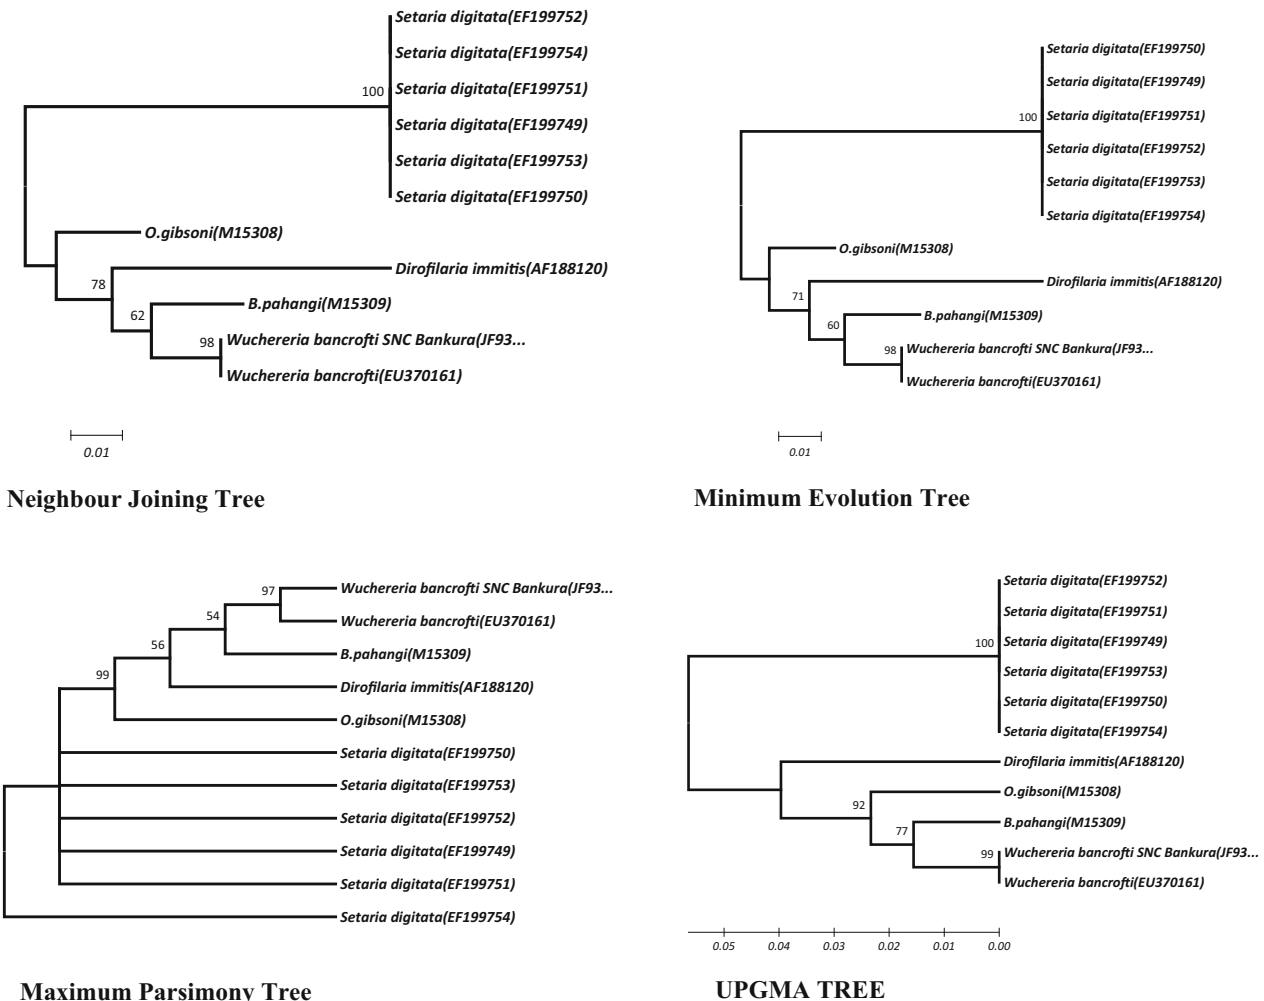 Setaria digitata(EF199752)
Setaria digitata(EF199754)
100
Setaria digitata(EF199751)
Setaria digitata(EF199749)
Setaria digitata(EF199753)
Setaria digitata(EF199750)
O.gibsoni(M15308)
Dirofilaria immitis(AF188120)
78
B.pahangi(M15309)
62
98
Wuchereria bancrofti SNC Bankura(JF93...
Wuchereria bancrofti(EU370161)
0.01
Neighbour Joining Tree
Setaria digitata(EF199750)
Setaria digitata(EF199749)
100
Setaria digitata(EF199751)
Setaria digitata(EF199752)
Setaria digitata(EF199753)
Setaria digitata(EF199754)
O.gibsoni(M15308)
Dirofilaria immitis(AF188120)
71
B.pahangi(M15309)
60
98
Wuchereria bancrofti SNC Bankura(JF93...
Wuchereria bancrofti(EU370161)
0.01
Minimum Evolution Tree
97
Wuchereria bancrofti SNC Bankura(JF93...
54
Wuchereria bancrofti(EU370161)
56
B.pahangi(M15309)
99
Dirofilaria immitis(AF188120)
O.gibsoni(M15308)
Setaria digitata(EF199750)
Setaria digitata(EF199753)
Setaria digitata(EF199752)
Setaria digitata(EF199749)
Setaria digitata(EF199751)
Setaria digitata(EF199754)
Maximum Parsimony Tree
Setaria digitata(EF199752)
Setaria digitata(EF199751)
100
Setaria digitata(EF199749)
Setaria digitata(EF199753)
Setaria digitata(EF199750)
Setaria digitata(EF199754)
Dirofilaria immitis(AF188120)
O.gibsoni(M15308)
92
B.pahangi(M15309)
77
99
Wuchereria bancrofti SNC Bankura(JF93...
Wuchereria bancrofti(EU370161)
0.05 0.04 0.03 0.02 0.01 0.00
UPGMA TREE